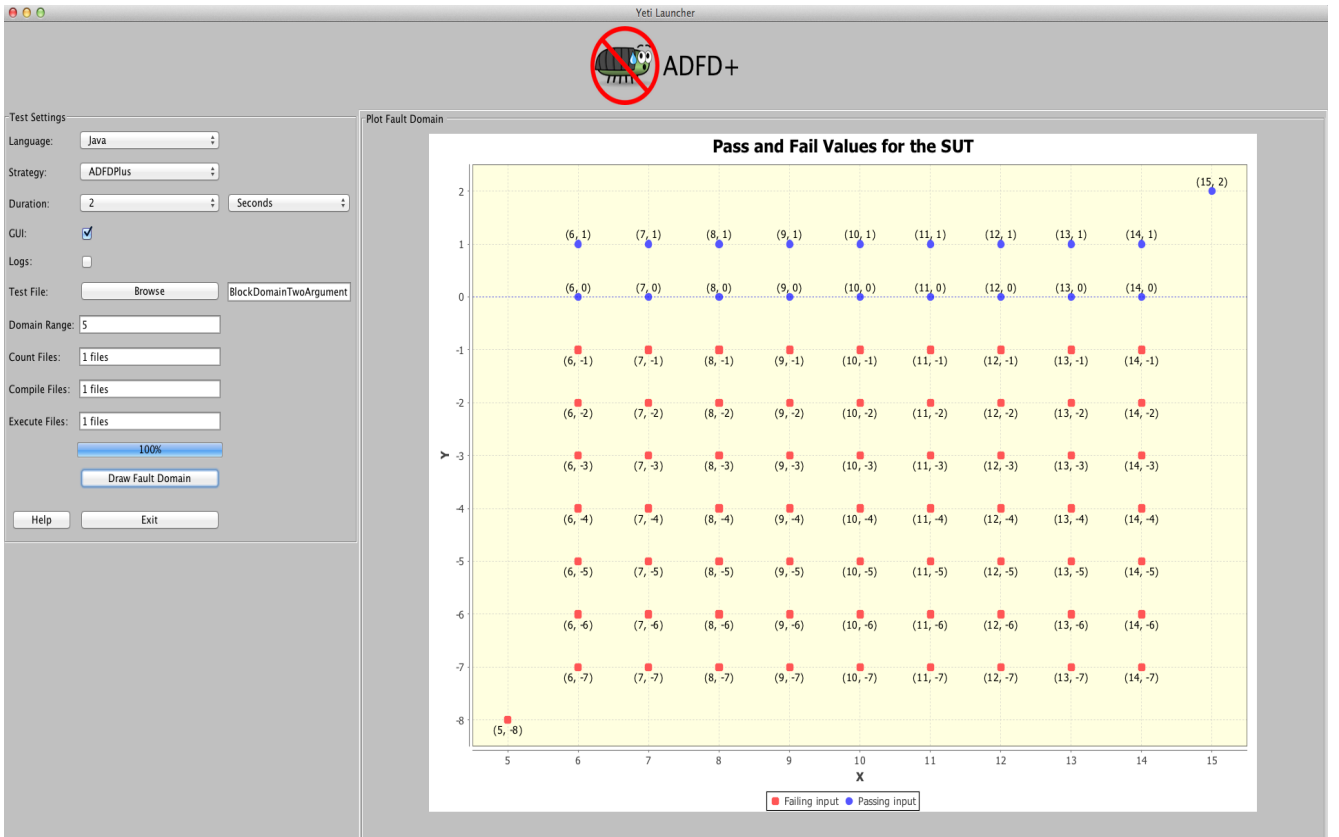 Yeti Launcher
ADFD+
Test Settings
Language: Java
Strategy: ADFDPlus
Duration: 2 Seconds
GUI:
Logs:
Test File: Browse BlockDomainTwoArgument
Domain Range: 5
Count Files: 1 files
Compile Files: 1 files
Execute Files: 1 files
100%
Draw Fault Domain
Help Exit
Plot Fault Domain
Pass and Fail Values for the SUT
(15, 2)
2
(6, 1) (7, 1) (8, 1) (9, 1) (10, 1) (11, 1) (12, 1) (13, 1) (14, 1)
1
(6, 0) (7, 0) (8, 0) (9, 0) (10, 0) (11, 0) (12, 0) (13, 0) (14, 0)
0
-1
(6, -1) (7, -1) (8, -1) (9, -1) (10, -1) (11, -1) (12, -1) (13, -1) (14, -1)
-2
(6, -2) (7, -2) (8, -2) (9, -2) (10, -2) (11, -2) (12, -2) (13, -2) (14, -2)
Y -3
(6, -3) (7, -3) (8, -3) (9, -3) (10, -3) (11, -3) (12, -3) (13, -3) (14, -3)
-4
(6, -4) (7, -4) (8, -4) (9, -4) (10, -4) (11, -4) (12, -4) (13, -4) (14, -4)
-5
(6, -5) (7, -5) (8, -5) (9, -5) (10, -5) (11, -5) (12, -5) (13, -5) (14, -5)
-6
(6, -6) (7, -6) (8, -6) (9, -6) (10, -6) (11, -6) (12, -6) (13, -6) (14, -6)
-7
(6, -7) (7, -7) (8, -7) (9, -7) (10, -7) (11, -7) (12, -7) (13, -7) (14, -7)
-8
(5, -8)
5 6 7 8 9 10 11 12 13 14 15
X
Failing input Passing input